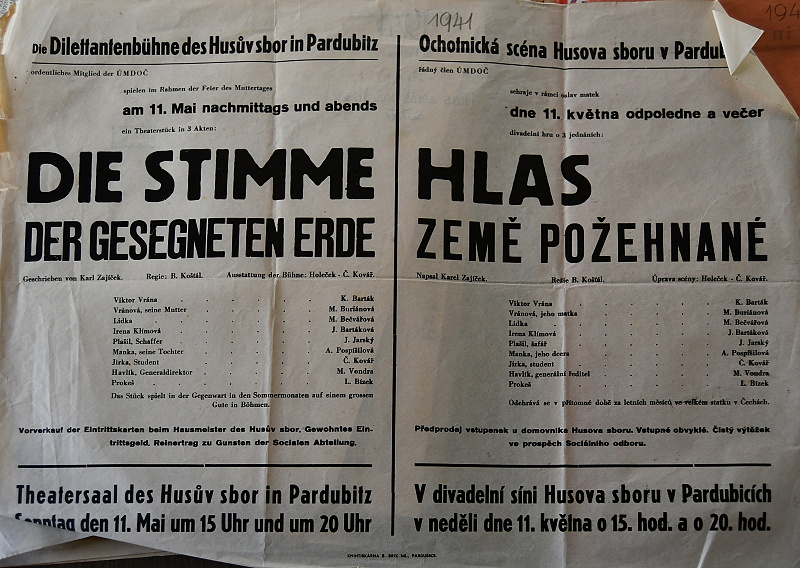 1941
194
Die Dilettantenbühne des Husův sbor in Pardubitz
ordentliches Mitglied der ÚMDOČ
spielen im Rahmen der Feier des Muttertages
am 11. Mai nachmittags und abends
ein Theaterstück in 3 Akten:
DIE STIMME
DER GESEGNETEN ERDE
Geschrieben von Karl Zajíček. Regie: B. Koštál. Ausstattung der Bühne: Holeček - Č. Kovář.
Viktor Vrána . . . . . K. Barták
Vránová, seine Mutter . . . . . M. Buriánová
Lidka . . . . . M. Bečvářová
Irena Klímová . . . . . J. Bartáková
Plašil, Schaffer . . . . . J. Jarský
Manka, seine Tochter . . . . . A. Pospíšilová
Jirka, Student . . . . . Č. Kovář
Havlík, Generaldirektor . . . . . M. Vondra
Prokeš . . . . . L. Bízek
Das Stück spielt in der Gegenwart in den Sommermonaten auf einem grossen
Gute in Böhmen.
Vorverkauf der Eintrittskarten beim Hausmeister des Husův sbor. Gewohntes Ein-
trittsgeld. Reinertrag zu Gunsten der Socialen Abteilung.
Theatersaal des Husův sbor in Pardubitz
Sonntag den 11. Mai um 15 Uhr und um 20 Uhr
Ochotnická scéna Husova sboru v Pardub
řádný člen ÚMDOČ
sehraje v rámci oslav matek
dne 11. května odpoledne a večer
divadelní hru o 3 jednáních:
HLAS
ZEMĚ POŽEHNANÉ
Napsal Karel Zajíček. Režie B. Koštál. Úprava scény: Holeček - Č. Kovář.
Viktor Vrána . . . . . K. Barták
Vránová, jeho matka . . . . . M. Buriánová
Lidka . . . . . M. Bečvářová
Irena Klímová . . . . . J. Bartáková
Plašil, šafář . . . . . J. Jarský
Manka, jeho dcera . . . . . A. Pospíšilová
Jirka, student . . . . . Č. Kovář
Havlík, generální ředitel . . . . . M. Vondra
Prokeš . . . . . L. Bízek
Odehrává se v přítomné době za letních měsíců ve velkém statku v Čechách.
Předprodej vstupenek u domovníka Husova sboru. Vstupné obvyklé. Čistý výtěžek
ve prospěch Sociálního odboru.
V divadelní síni Husova sboru v Pardubicích
v neděli dne 11. května o 15. hod. a o 20. hod.
KNIHTISKÁRNA B. BRIX ML., PARDUBICE.